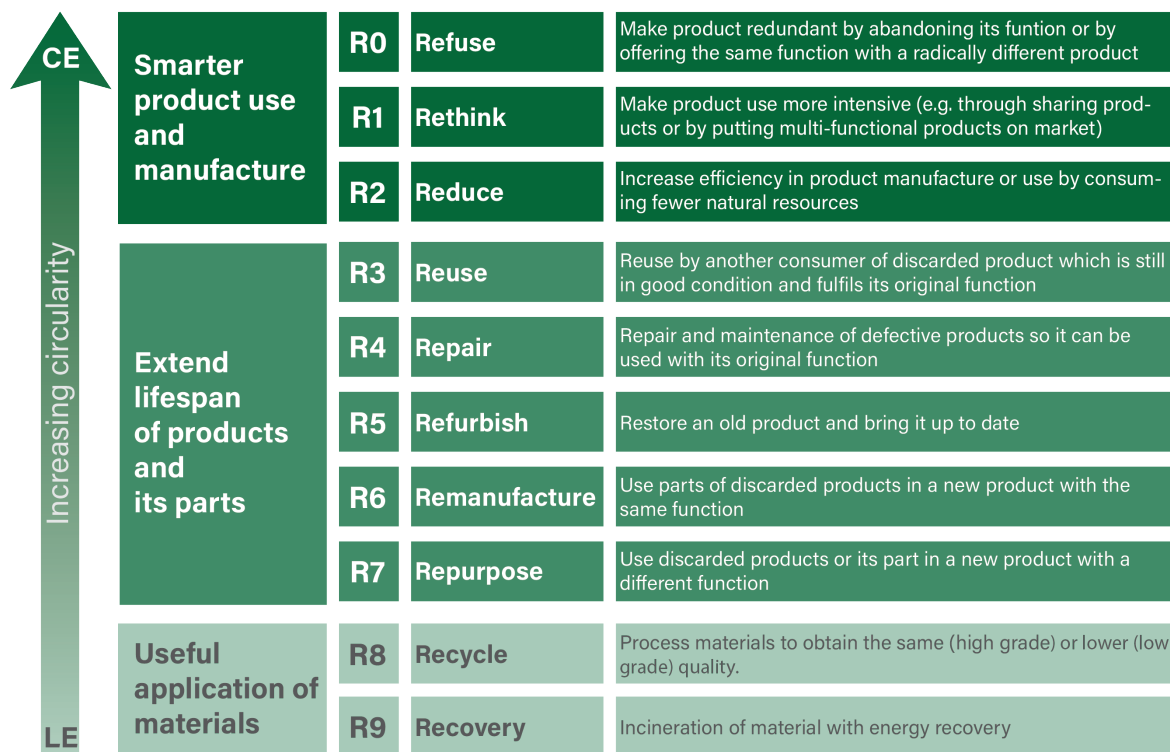 CE
Increasing circularity
LE
Smarter
product use
and
manufacture
R0
Refuse
Make product redundant by abandoning its funtion or by
offering the same function with a radically different product
R1
Rethink
Make product use more intensive (e.g. through sharing prod-
ucts or by putting multi-functional products on market)
R2
Reduce
Increase efficiency in product manufacture or use by consum-
ing fewer natural resources
Extend
lifespan
of products
and
its parts
R3
Reuse
Reuse by another consumer of discarded product which is still
in good condition and fulfils its original function
R4
Repair
Repair and maintenance of defective products so it can be
used with its original function
R5
Refurbish
Restore an old product and bring it up to date
R6
Remanufacture
Use parts of discarded products in a new product with the
same function
R7
Repurpose
Use discarded products or its part in a new product with a
different function
Useful
application of
materials
R8
Recycle
Process materials to obtain the same (high grade) or lower (low
grade) quality.
R9
Recovery
Incineration of material with energy recovery